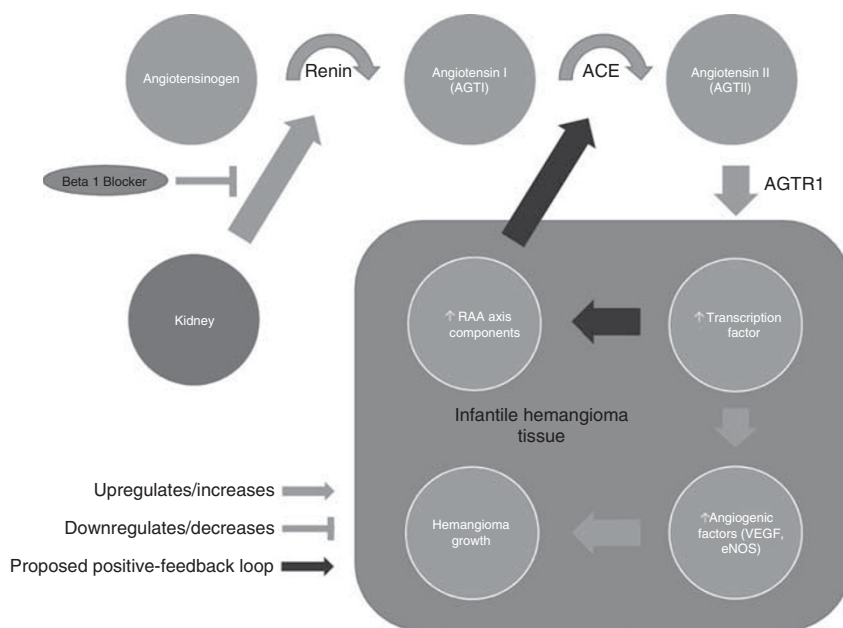 Angiotensinogen
Renin
Angiotensin I
(AGTI)
ACE
Angiotensin II
(AGTII)
Beta 1 Blocker
AGTR1
Kidney
↑ RAA axis
components
↑ Transcription
factor
Infantile hemangioma
tissue
Upregulates/increases
Downregulates/decreases
Proposed positive-feedback loop
Hemangioma
growth
↑Angiogenic
factors (VEGF,
eNOS)